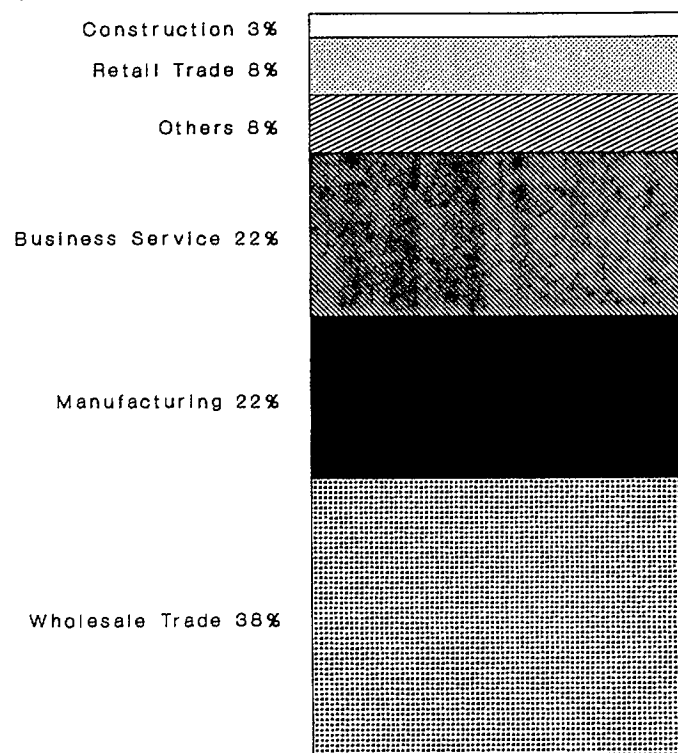 Construction 3%
Retail Trade 8%
Others 8%
Business Service 22%
Manufacturing 22%
Wholesale Trade 38%